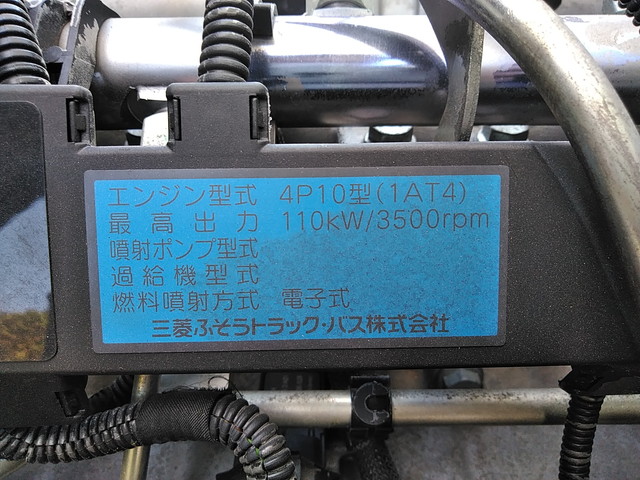 エンジン型式 4P10型(1AT4)
最高出力 110kW/3500rpm
噴射ポンプ型式
過給機型式
燃料噴射方式 電子式
三菱ふそうトラック・バス株式会社